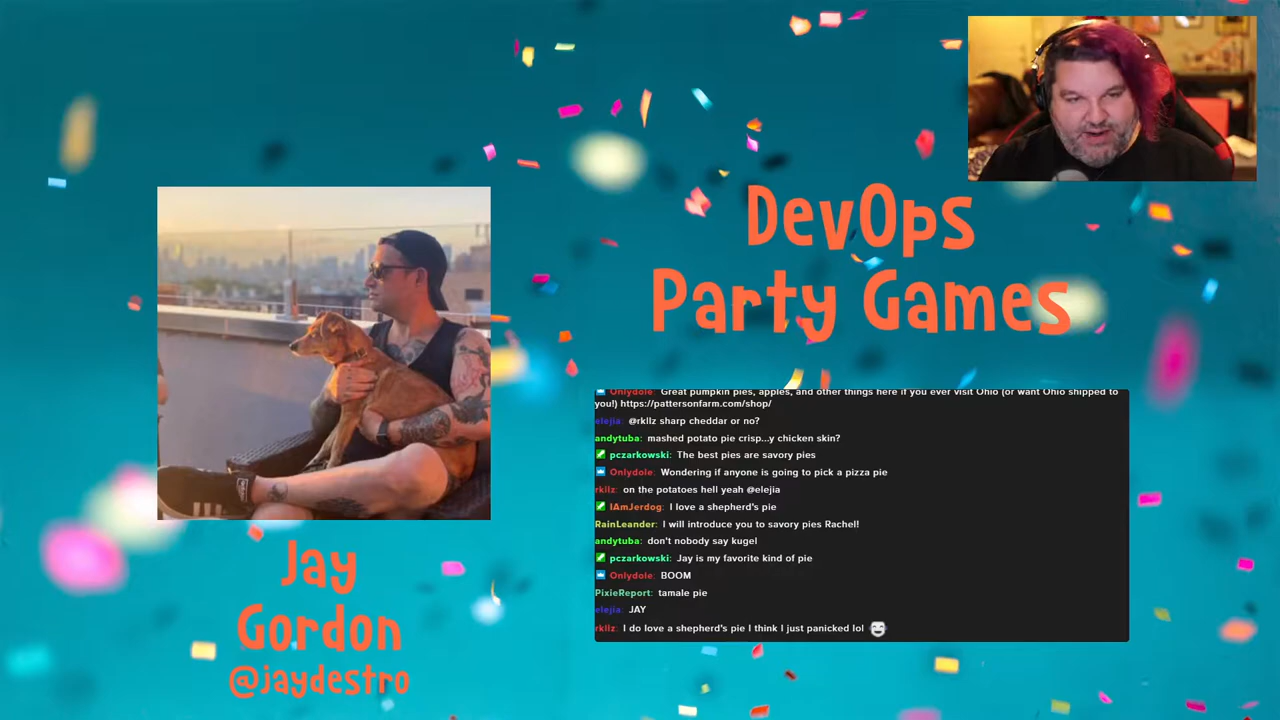 DevOps
Party Games
Onlydole: Great pumpkin pies, apples, and other things here if you ever visit Ohio (or want Ohio shipped to
you!) https://pattersonfarm.com/shop/
elejia: @rkllz sharp cheddar or no?
andytuba: mashed potato pie crisp...y chicken skin?
pczarkowski: The best pies are savory pies
Onlydole: Wondering if anyone is going to pick a pizza pie
rkllz: on the potatoes hell yeah @elejia
IAmJerdog: I love a shepherd's pie
RainLeander: I will introduce you to savory pies Rachel!
andytuba: don't nobody say kugel
pczarkowski: Jay is my favorite kind of pie
Onlydole: BOOM
PixieReport: tamale pie
elejia: JAY
rkllz: I do love a shepherd's pie I think I just panicked lol
Jay
Gordon
@jaydestro